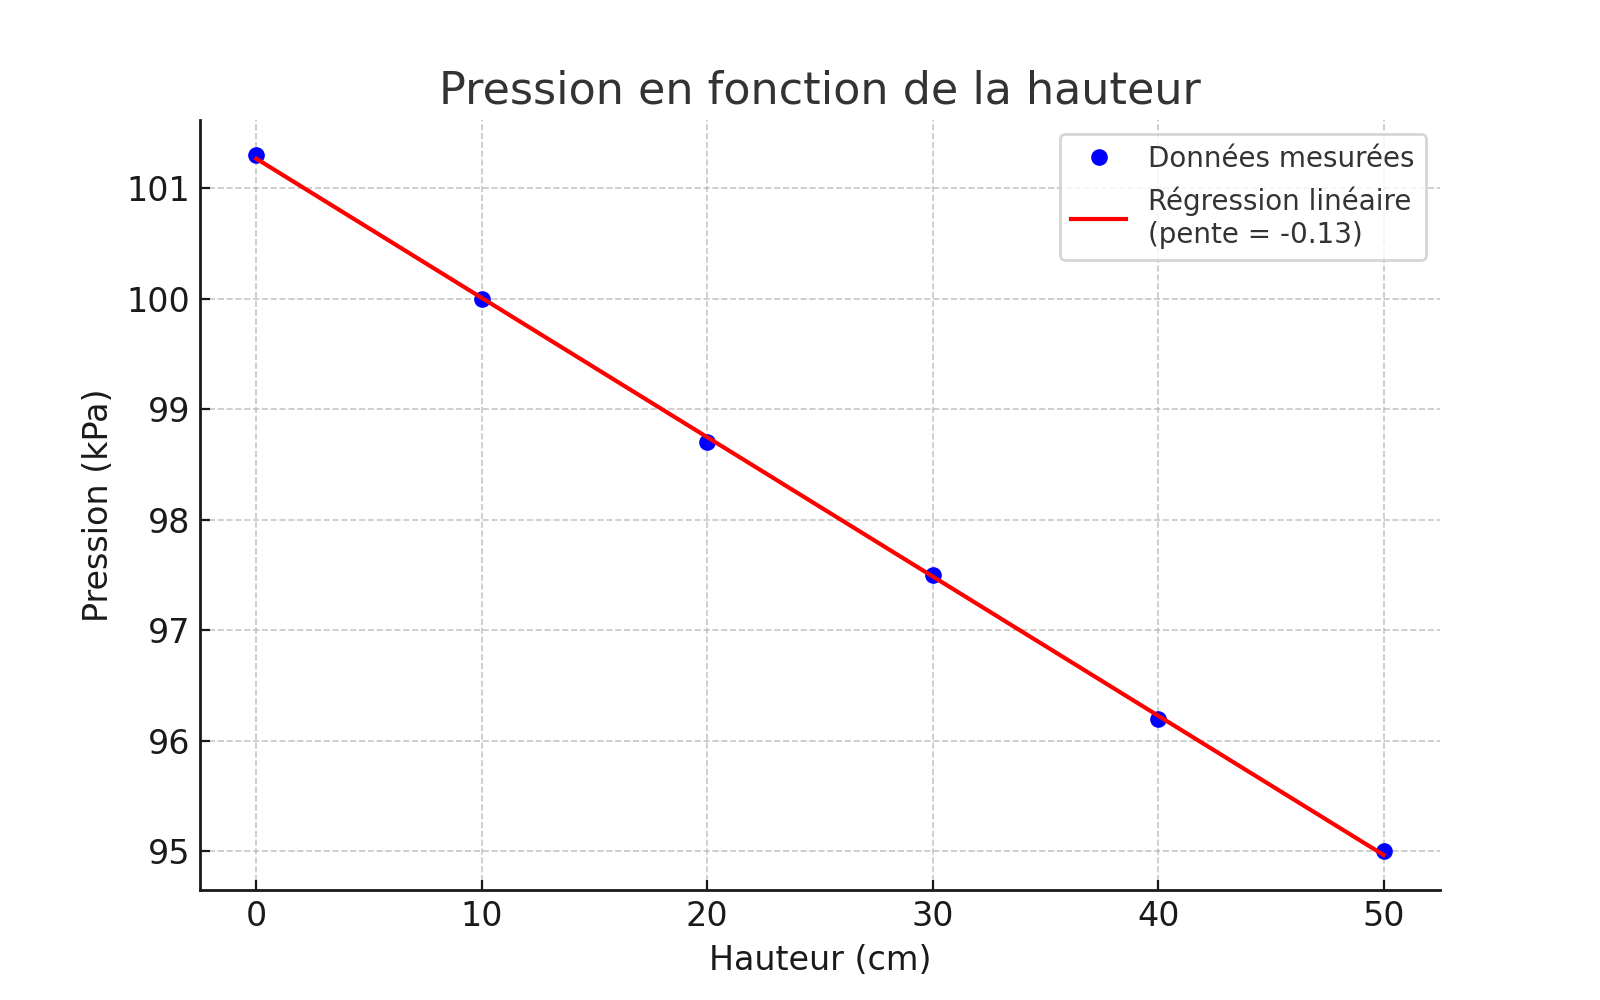 Pression en fonction de la hauteur
Données mesurées
Régression linéaire
(pente = -0.13)
101
100
99
98
97
96
95
Pression (kPa)
0 10 20 30 40 50
Hauteur (cm)